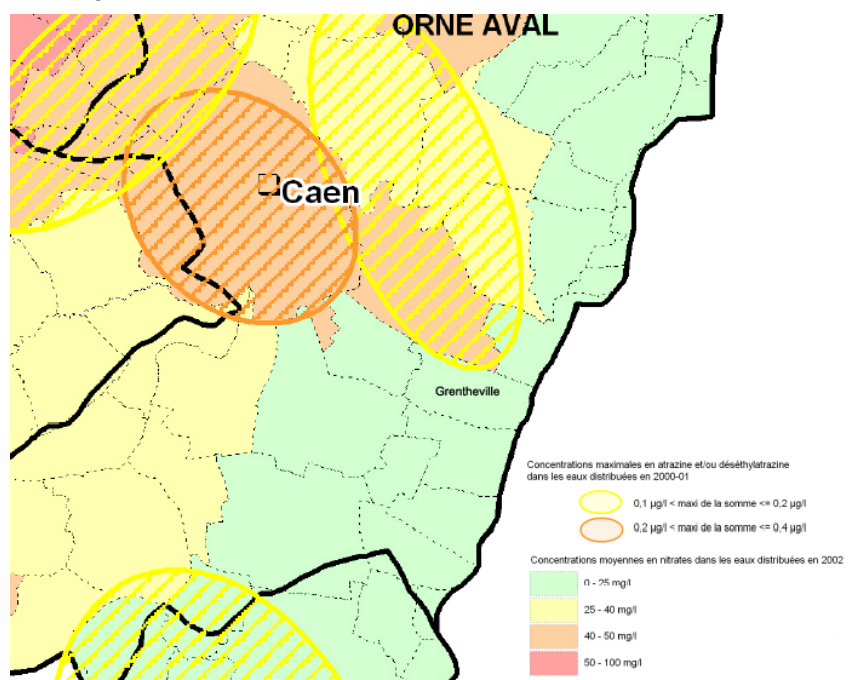 ORNE AVAL
Caen
Grentheville
Concentrations maximales en atrazine et/ou déséthylatrazine
dans les eaux distribuées en 2000-01
0,1 µg/l < maxi de la somme <= 0,2 µg/l
0,2 µg/l < maxi de la somme <= 0,4 µg/l
Concentrations moyennes en nitrates dans les eaux distribuées en 2002
0 - 25 mg/l
25 - 40 mg/l
40 - 50 mg/l
50 - 100 mg/l